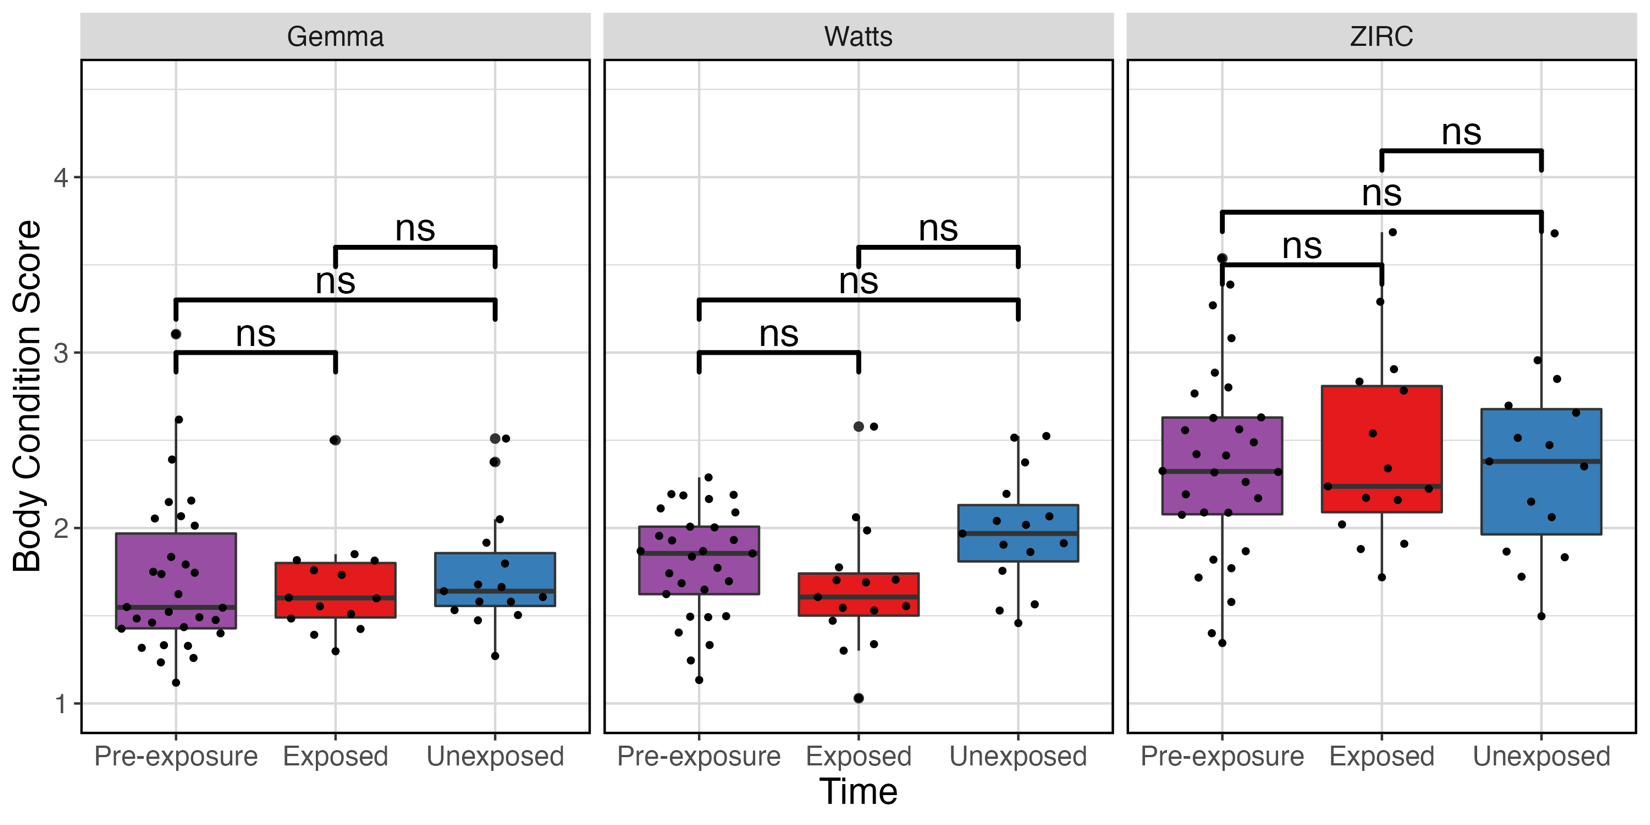 Gemma Watts ZIRC
Body Condition Score
4
3
2
1
ns
ns
ns
ns
ns
ns
ns
ns
ns
Pre-exposure Exposed Unexposed Pre-exposure Exposed Unexposed Pre-exposure Exposed Unexposed
Time